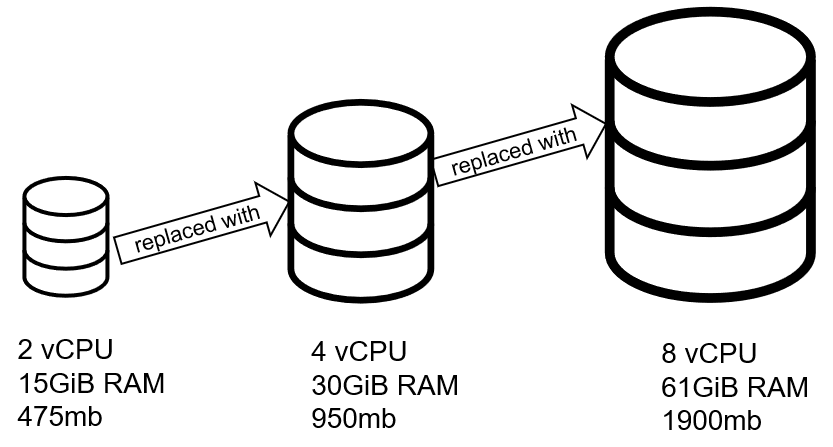 replaced with
replaced with
2 vCPU
15GiB RAM
475mb
4 vCPU
30GiB RAM
950mb
8 vCPU
61GiB RAM
1900mb